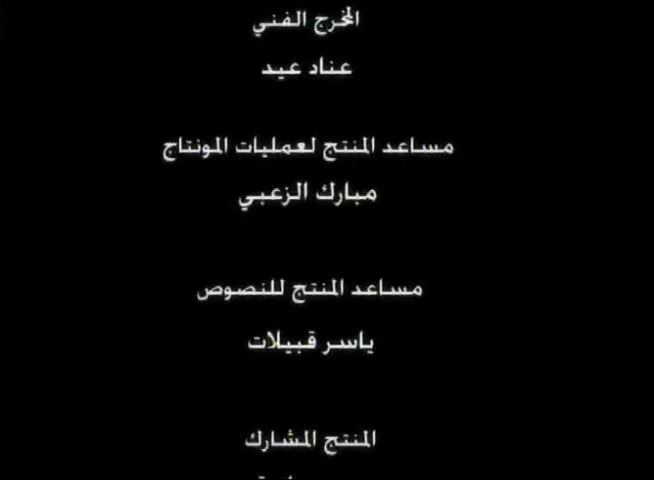 المخرج الفني
عناد عيد
مساعد المنتج لعمليات المونتاج
مبارك الزعبي
مساعد المنتج للنصوص
ياسر قبيلات
المنتج المشارك